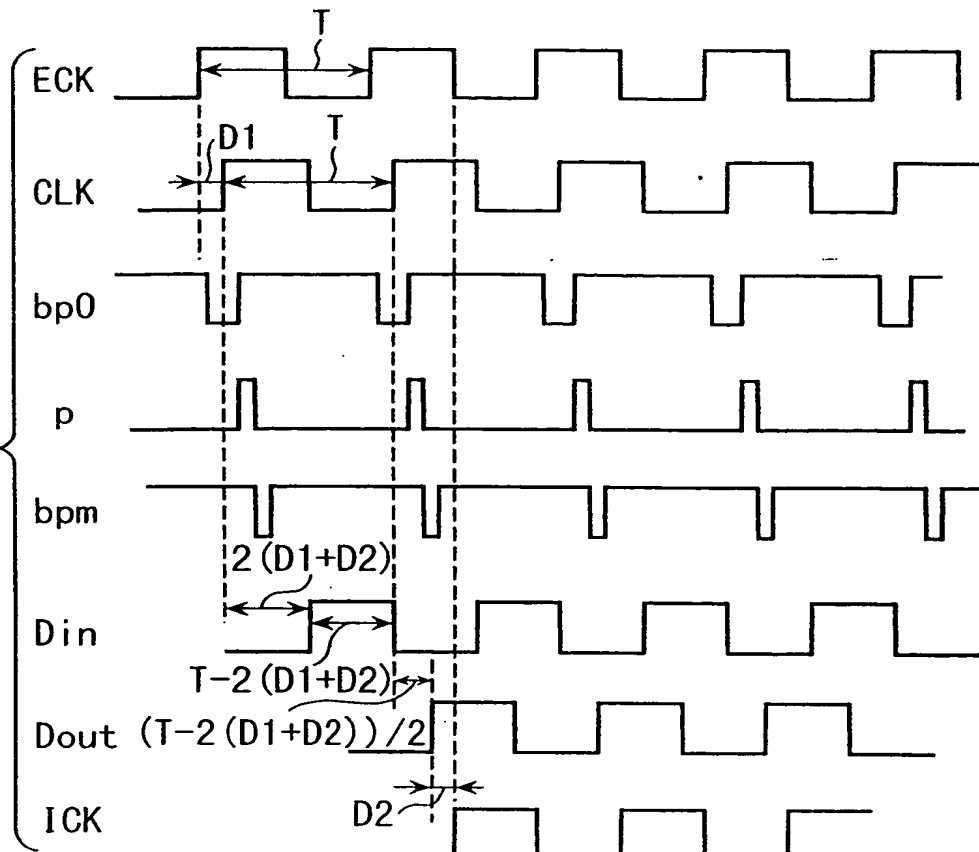 T
ECK
D1
T
CLK
bp0
p
bpm
2(D1+D2)
Din
T-2(D1+D2)
Dout (T-2(D1+D2))/2
D2
ICK